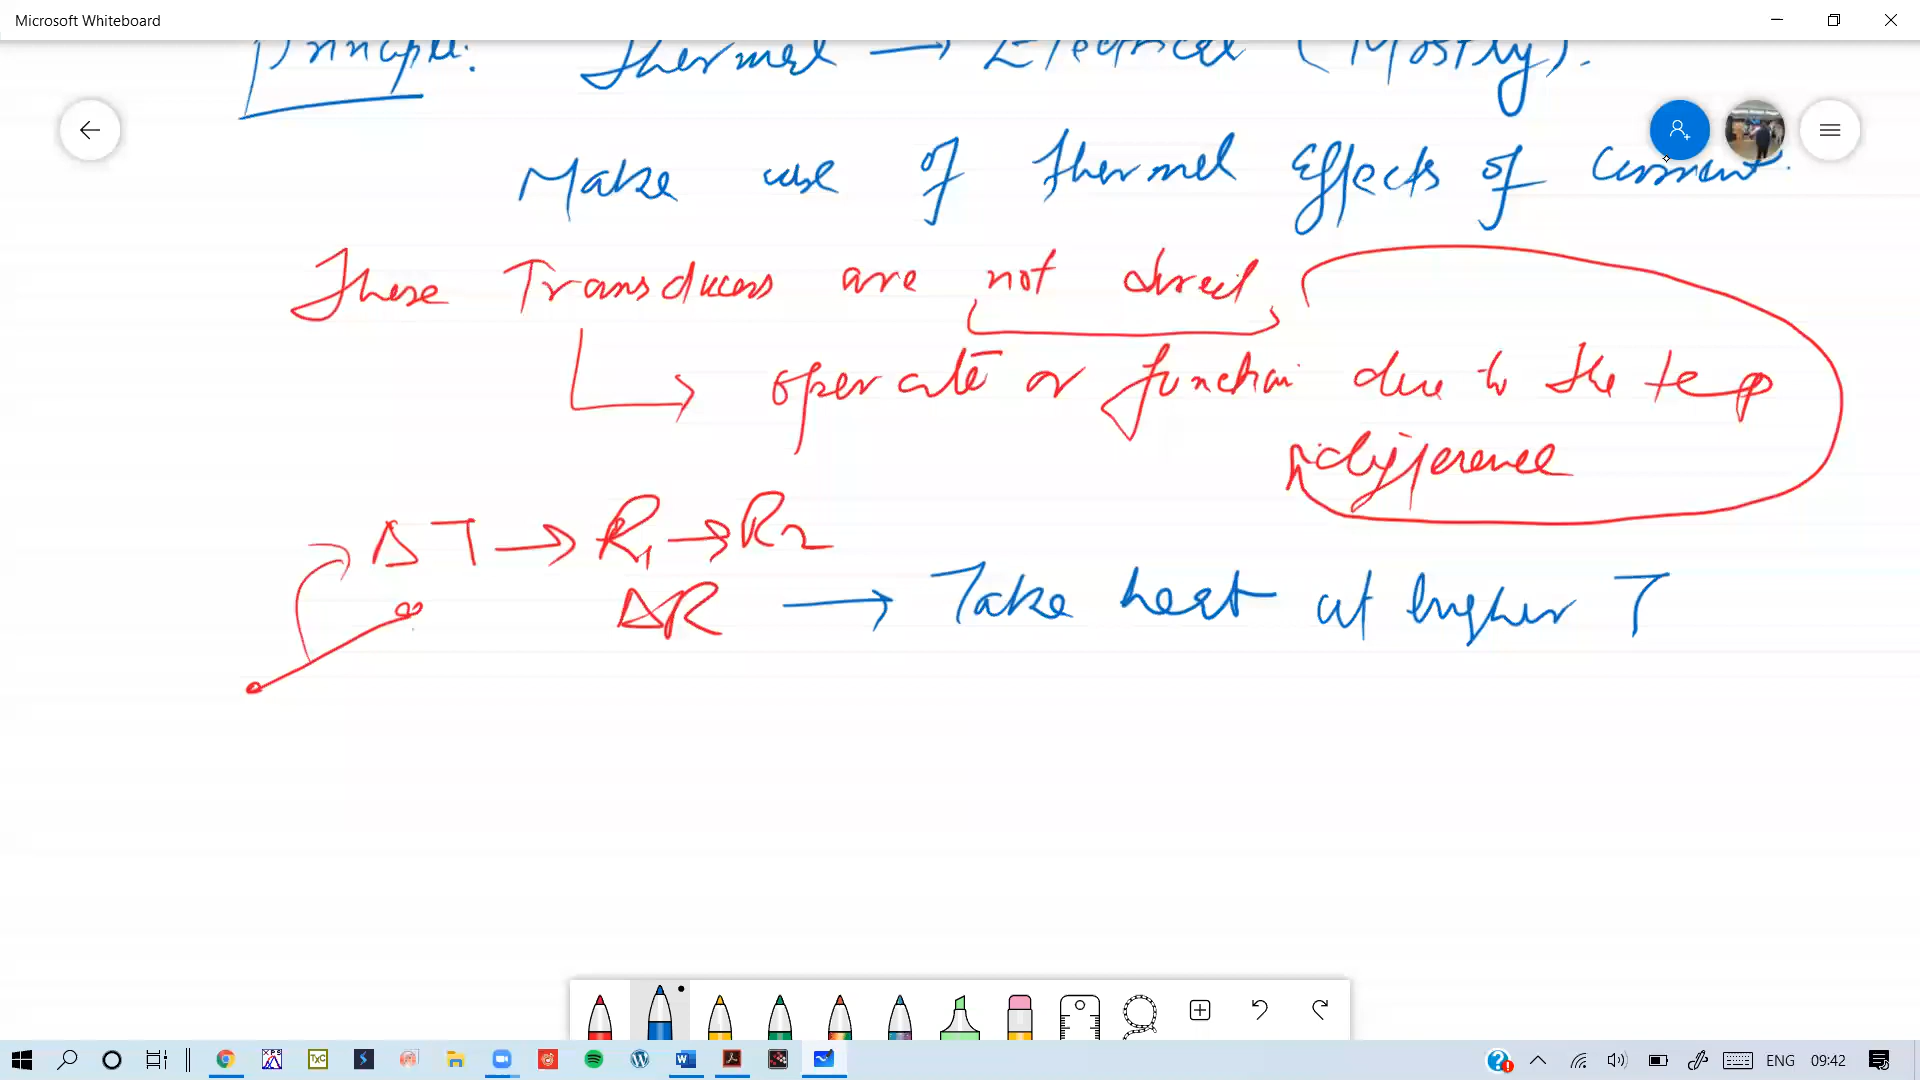 Microsoft Whiteboard
Principle: Thermal → Electrical (Mostly).
Make use of thermal Effects of current.
These Transducers are not direct
operate or function due to the temp
difference
ΔT → R1 → R2
ΔR → Take heat at higher T
ENG 09:42